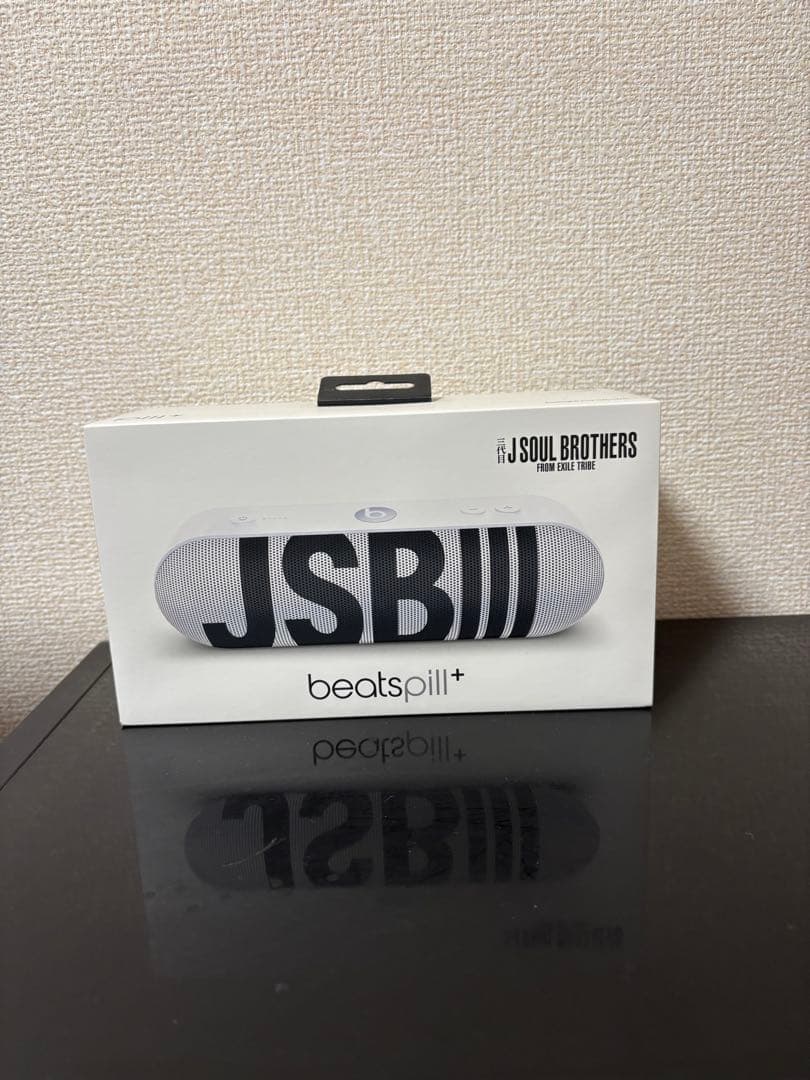 三代目 J SOUL BROTHERS
FROM EXILE TRIBE
b
JSBIII
beatspill+